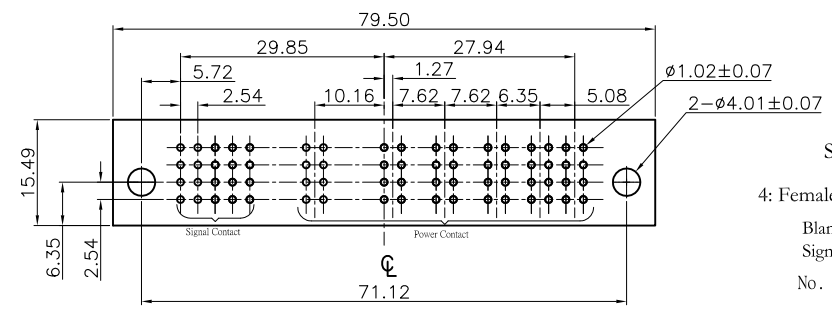 79.50
29.85
27.94
5.72
1.27
ø1.02±0.07
2.54
10.16
7.62
7.62
6.35
5.08
2-ø4.01±0.07
15.49
S
4: Female
6.35
2.54
Signal Contact
Power Contact
Blan
Sign
℄
No.
71.12